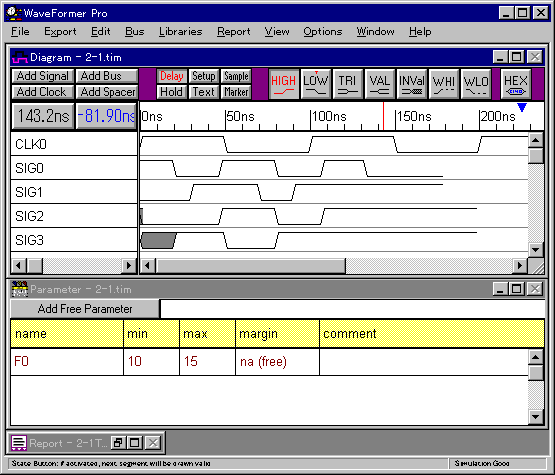 WaveFormer Pro
File Export Edit Bus Libraries Report View Options Window Help
Diagram - 2-1.tim
Add Signal Add Bus Delay Setup Sample HIGH LOW TRI VAL INVal WHI WLO HEX
Add Clock Add Spacer Hold Text Marker
143.2ns -81.90ns 0ns 50ns 100ns 150ns 200ns
CLK0
SIG0
SIG1
SIG2
SIG3
Parameter - 2-1.tim
Add Free Parameter
name min max margin comment
F0 10 15 na (free)
Report - 2-1T...
State Button: if activated, next segment will be drawn valid Simulation Good